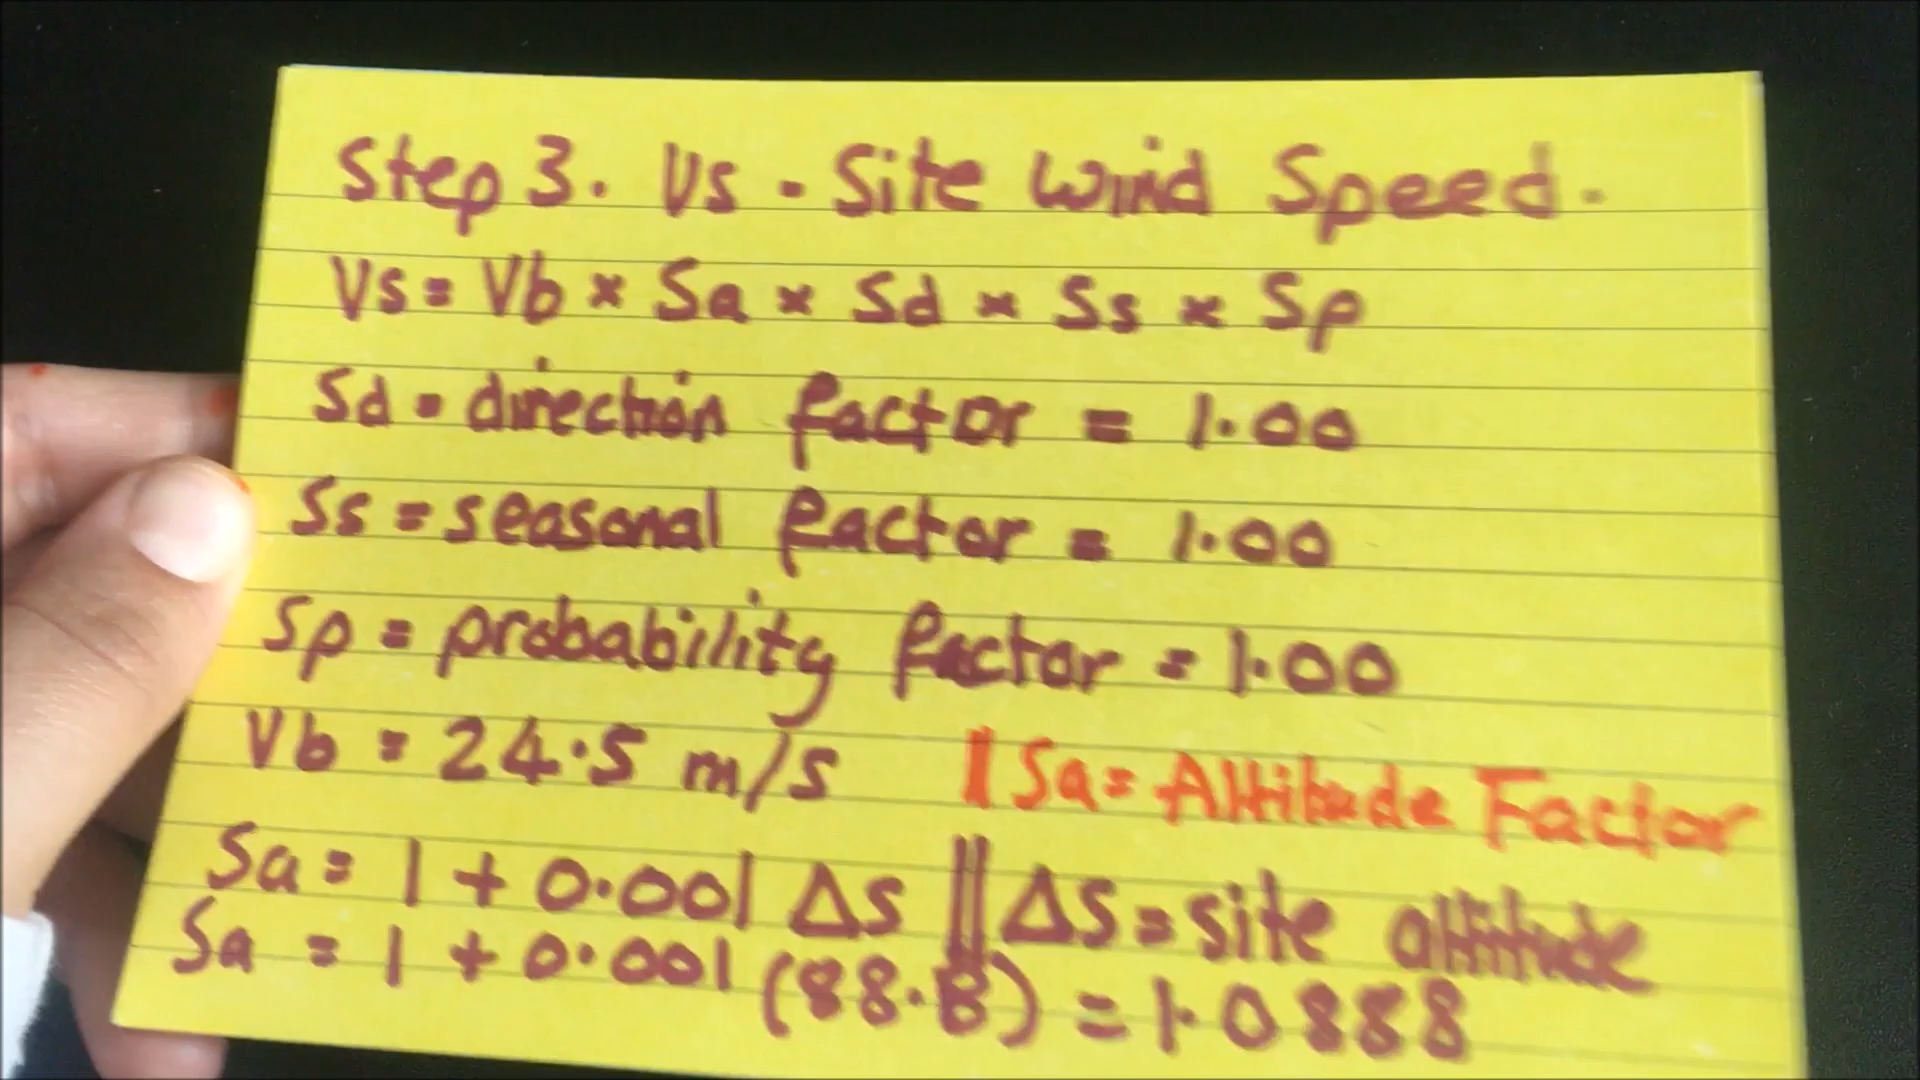 Step 3. Vs - Site Wind Speed.
Vs = Vb × Sa × Sd × Ss × Sp
Sd = direction factor = 1.00
Ss = seasonal factor = 1.00
Sp = probability factor = 1.00
Vb = 24.5 m/s || Sa = Altitude Factor
Sa = 1 + 0.001 Δs || Δs = site altitude
Sa = 1 + 0.001 (88.8) = 1.0888